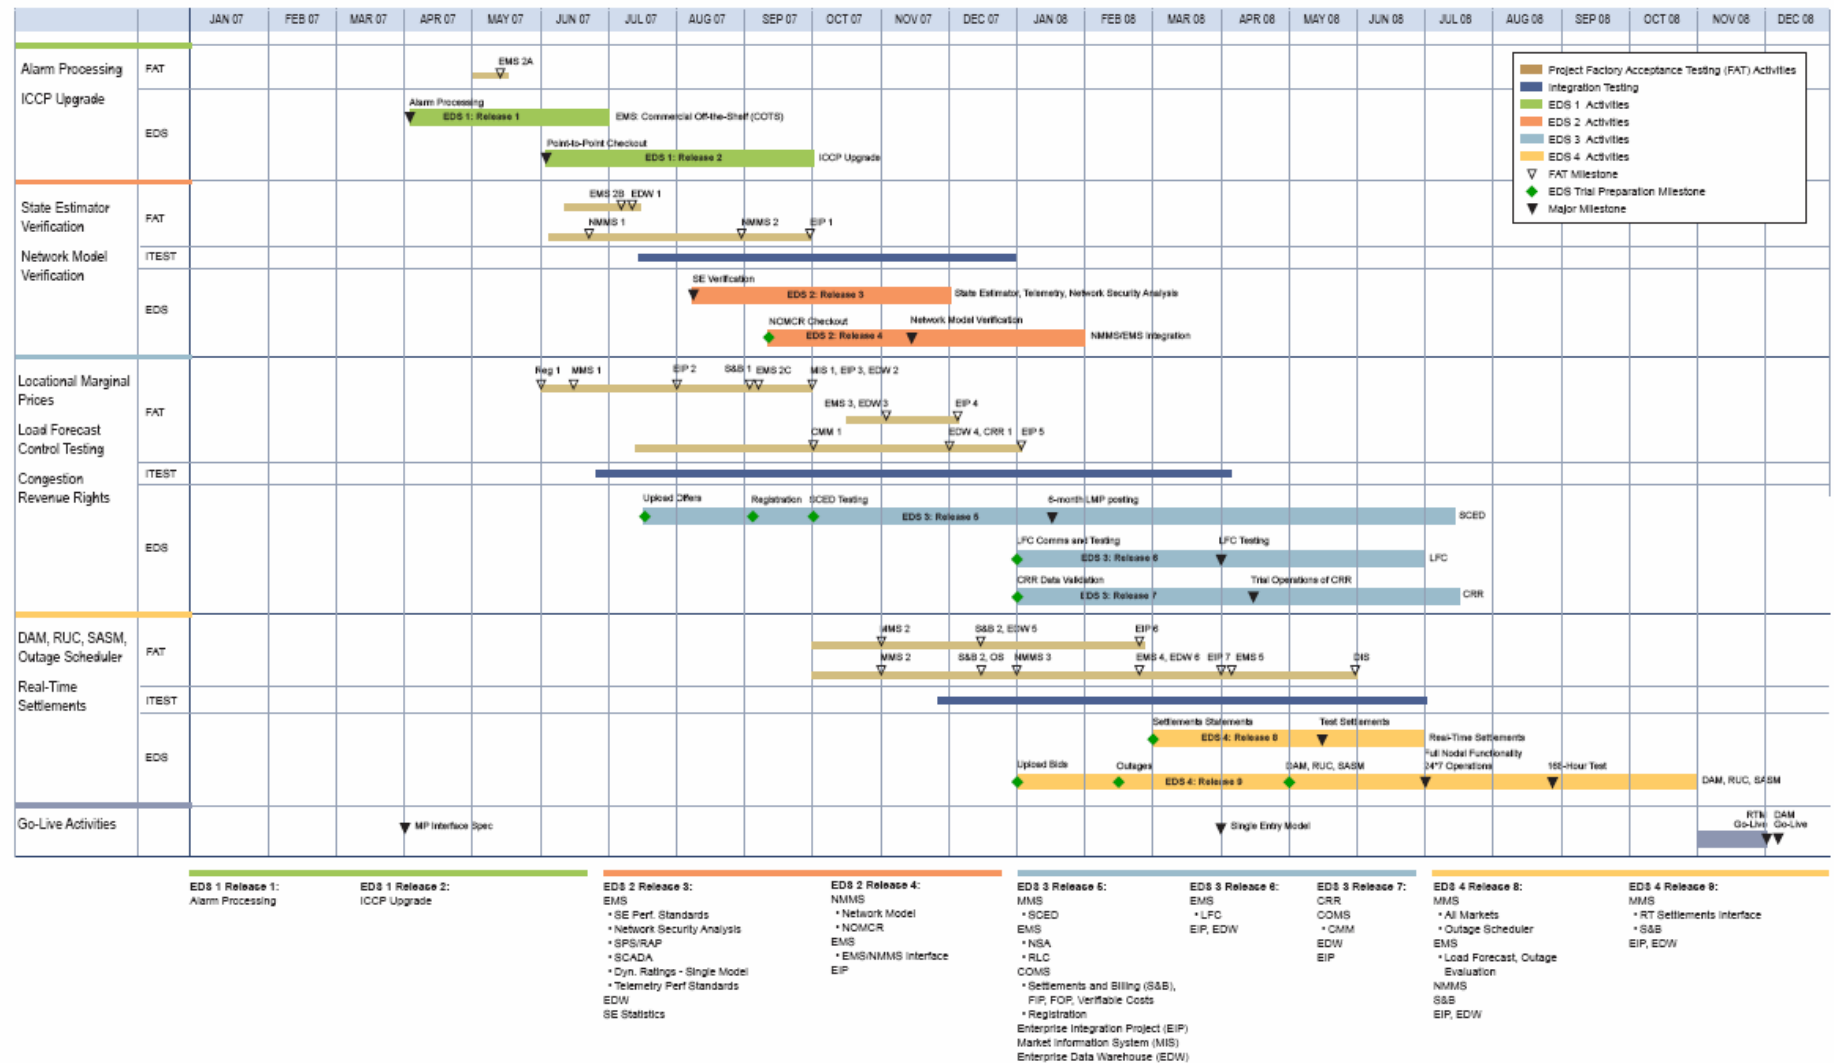 JAN 07 FEB 07 MAR 07 APR 07 MAY 07 JUN 07 JUL 07 AUG 07 SEP 07 OCT 07 NOV 07 DEC 07 JAN 08 FEB 08 MAR 08 APR 08 MAY 08 JUN 08 JUL 08 AUG 08 SEP 08 OCT 08 NOV 08 DEC 08
Project Factory Acceptance Testing (FAT) Activities
Integration Testing
EDS 1 Activities
EDS 2 Activities
EDS 3 Activities
EDS 4 Activities
FAT Milestone
EDS Trial Preparation Milestone
Major Milestone
Alarm Processing
ICCP Upgrade
FAT
EMS 2A
EDS
Alarm Processing
EDS 1: Release 1
EMS: Commercial Off-the-Shelf (COTS)
Point-to-Point Checkout
EDS 1: Release 2
ICCP Upgrade
State Estimator
Verification
Network Model
Verification
FAT
EMS 2B EDW 1
NMMS 1 NMMS 2 EIP 1
ITEST
EDS
SE Verification
EDS 2: Release 3
State Estimator, Telemetry, Network Security Analysis
NOMCR Checkout Network Model Verification
EDS 2: Release 4
NMMS/EMS Integration
Locational Marginal
Prices
Load Forecast
Control Testing
Congestion
Revenue Rights
FAT
Reg 1 MMS 1 EIP 2 S&B 1 EMS 2C MIS 1, EIP 3, EDW 2
EMS 3, EDW 3 EIP 4
CMM 1 EDW 4, CRR 1 EIP 5
ITEST
EDS
Upload Offers Registration SCED Testing 6-month LMP posting
EDS 3: Release 5
SCED
LFC Comms and Testing LFC Testing
EDS 3: Release 6
LFC
CRR Data Validation Trial Operations of CRR
EDS 3: Release 7
CRR
DAM, RUC, SASM,
Outage Scheduler
Real-Time
Settlements
FAT
MMS 2 S&B 2, EDW 5 EIP 6
MMS 2 S&B 2, OS NMMS 3 EMS 4, EDW 6 EIP 7 EMS 5 DIS
ITEST
EDS
Settlements Statements Test Settlements
EDS 4: Release 8
Real-Time Settlements
Full Nodal Functionality
Upload Bids Outages DAM, RUC, SASM 24*7 Operations 168-Hour Test
EDS 4: Release 9
DAM, RUC, SASM
Go-Live Activities
MP Interface Spec
Single Entry Model
RTM DAM
Go-Live Go-Live
EDS 1 Release 1:
Alarm Processing
EDS 1 Release 2:
ICCP Upgrade
EDS 2 Release 3:
EMS
• SE Perf. Standards
• Network Security Analysis
• SPS/RAP
• SCADA
• Dyn. Ratings - Single Model
• Telemetry Perf Standards
EDW
SE Statistics
EDS 2 Release 4:
NMMS
• Network Model
• NOMCR
EMS
• EMS/NMMS Interface
EIP
EDS 3 Release 5:
MMS
• SCED
EMS
• NSA
• RLC
COMS
• Settlements and Billing (S&B),
FIP, FOP, Verifiable Costs
• Registration
Enterprise Integration Project (EIP)
Market Information System (MIS)
Enterprise Data Warehouse (EDW)
EDS 3 Release 6:
EMS
• LFC
EIP, EDW
EDS 3 Release 7:
CRR
COMS
• CMM
EDW
EIP
EDS 4 Release 8:
MMS
• All Markets
• Outage Scheduler
EMS
• Load Forecast, Outage
Evaluation
NMMS
S&B
EIP, EDW
EDS 4 Release 9:
MMS
• RT Settlements Interface
• S&B
EIP, EDW